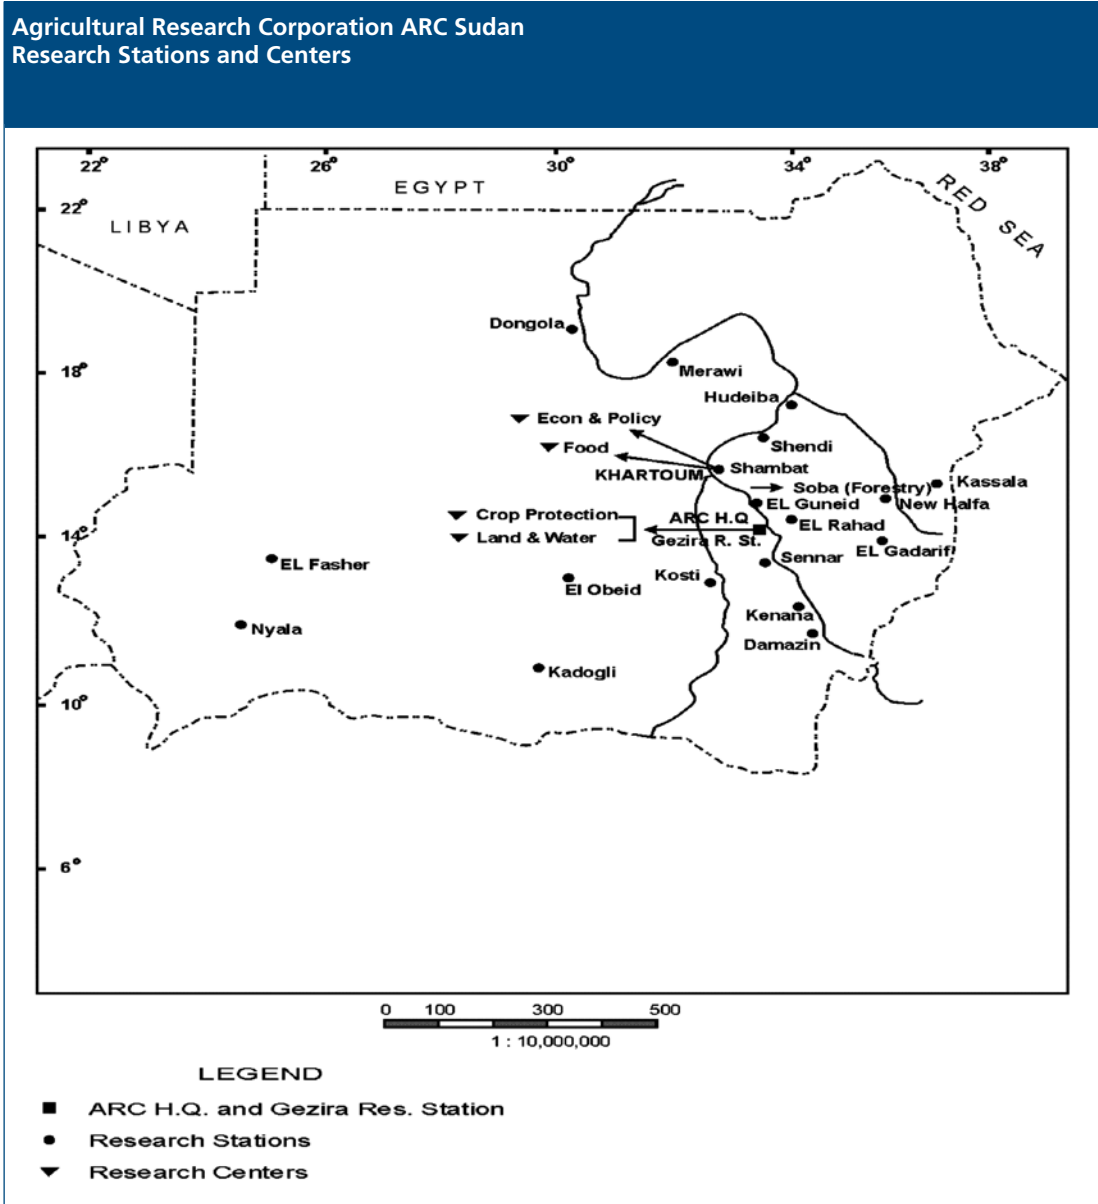 Agricultural Research Corporation ARC Sudan
Research Stations and Centers
22° 26° 30° 34° 38°
EGYPT
LIBYA
RED SEA
22°
Dongola
18°
Merawi
Hudeiba
Econ & Policy
Shendi
Food
Shambat
KHARTOUM
Soba (Forestry)
Kassala
EL Guneid
New Halfa
Crop Protection
ARC H.Q
EL Rahad
14°
Land & Water
Gezira R. St.
EL Gadarif
EL Fasher
Sennar
El Obeid
Kosti
Kenana
Nyala
Damazin
Kadogli
10°
6°
0 100 300 500
1 : 10,000,000
LEGEND
ARC H.Q. and Gezira Res. Station
Research Stations
Research Centers